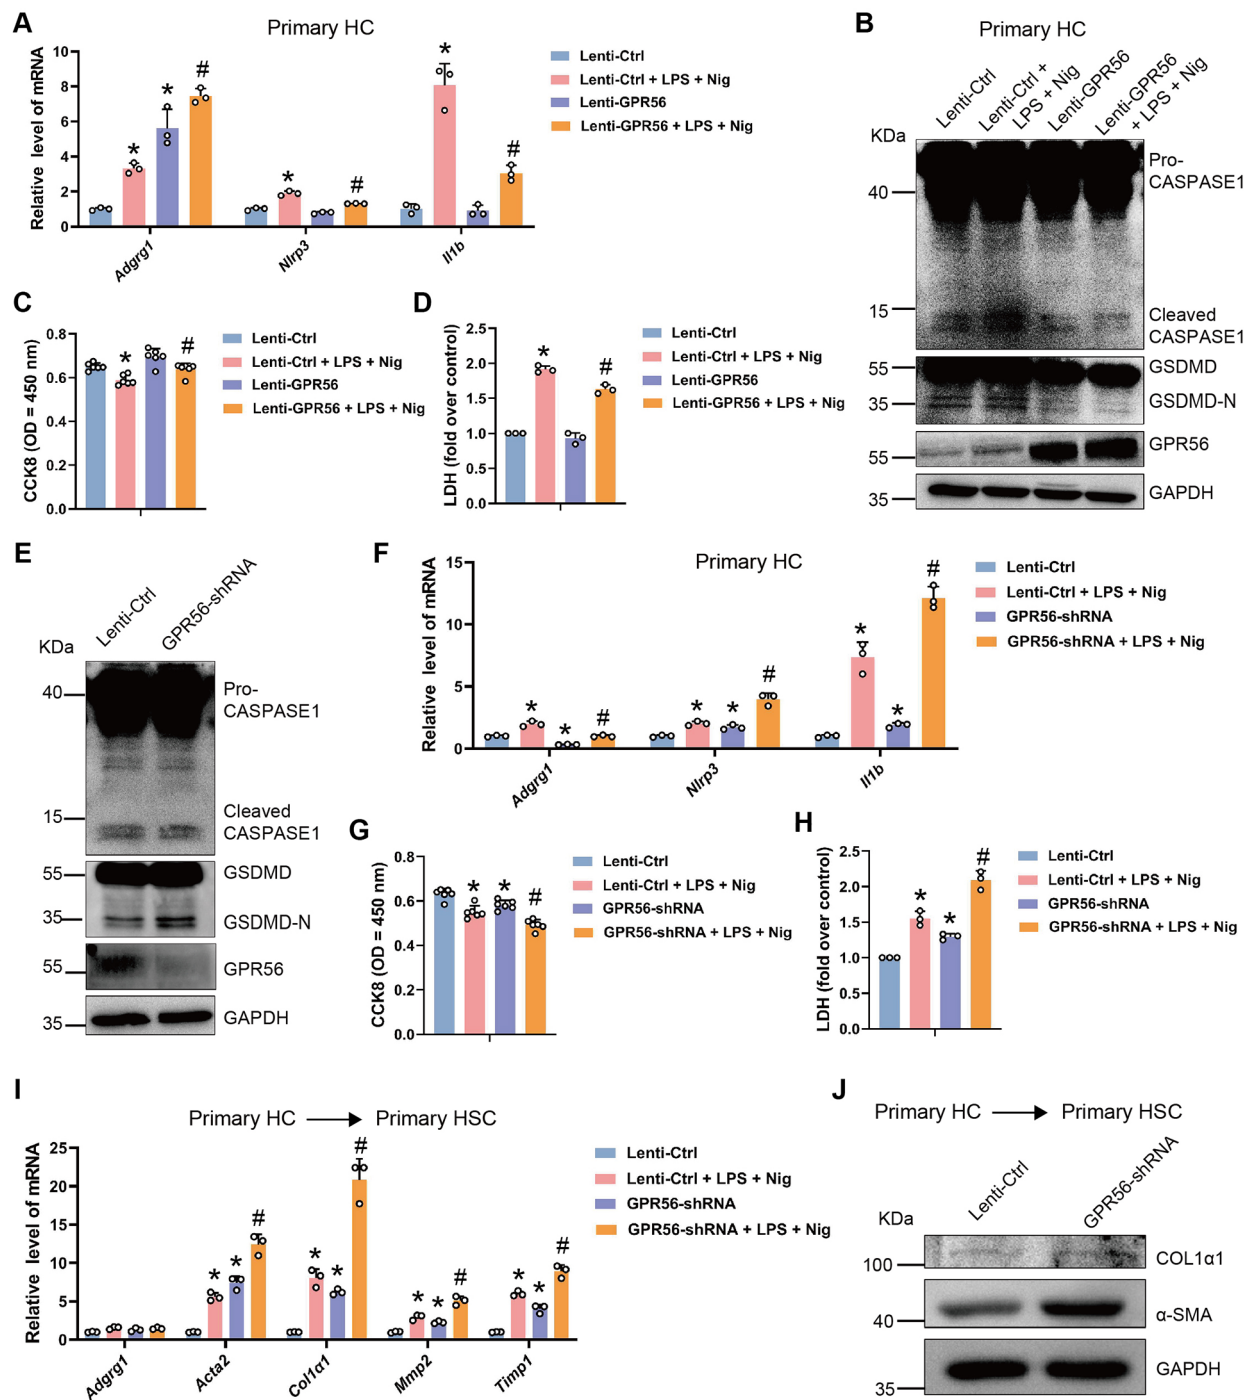 A
Primary HC
Relative level of mRNA
10
8
6
4
2
0
*
*
#
*
#
*
#
Adgrg1
Nlrp3
Il1b
Lenti-Ctrl
Lenti-Ctrl + LPS + Nig
Lenti-GPR56
Lenti-GPR56 + LPS + Nig
B
Primary HC
Lenti-Ctrl
Lenti-Ctrl +
LPS + Nig
Lenti-GPR56
Lenti-GPR56
+ LPS + Nig
KDa
40
15
55
35
55
35
Pro-
CASPASE1
Cleaved
CASPASE1
GSDMD
GSDMD-N
GPR56
GAPDH
C
CCK8 (OD = 450 nm)
0.8
0.6
0.4
0.2
0.0
*
#
Lenti-Ctrl
Lenti-Ctrl + LPS + Nig
Lenti-GPR56
Lenti-GPR56 + LPS + Nig
D
LDH (fold over control)
2.5
2.0
1.5
1.0
0.5
0.0
*
#
Lenti-Ctrl
Lenti-Ctrl + LPS + Nig
Lenti-GPR56
Lenti-GPR56 + LPS + Nig
E
Lenti-Ctrl
GPR56-shRNA
KDa
40
15
55
35
55
35
Pro-
CASPASE1
Cleaved
CASPASE1
GSDMD
GSDMD-N
GPR56
GAPDH
F
Primary HC
Relative level of mRNA
15
10
5
0
*
*
#
*
*
#
*
*
#
Adgrg1
Nlrp3
Il1b
Lenti-Ctrl
Lenti-Ctrl + LPS + Nig
GPR56-shRNA
GPR56-shRNA + LPS + Nig
G
CCK8 (OD = 450 nm)
0.8
0.6
0.4
0.2
0.0
*
*
#
Lenti-Ctrl
Lenti-Ctrl + LPS + Nig
GPR56-shRNA
GPR56-shRNA + LPS + Nig
H
LDH (fold over control)
2.5
2.0
1.5
1.0
0.5
0.0
*
*
#
Lenti-Ctrl
Lenti-Ctrl + LPS + Nig
GPR56-shRNA
GPR56-shRNA + LPS + Nig
I
Primary HC
Primary HSC
Relative level of mRNA
25
20
15
10
5
0
*
*
#
*
*
#
*
*
#
*
*
#
Adgrg1
Acta2
Col1α1
Mmp2
Timp1
Lenti-Ctrl
Lenti-Ctrl + LPS + Nig
GPR56-shRNA
GPR56-shRNA + LPS + Nig
J
Primary HC
Primary HSC
Lenti-Ctrl
GPR56-shRNA
KDa
100
40
35
COL1α1
α-SMA
GAPDH